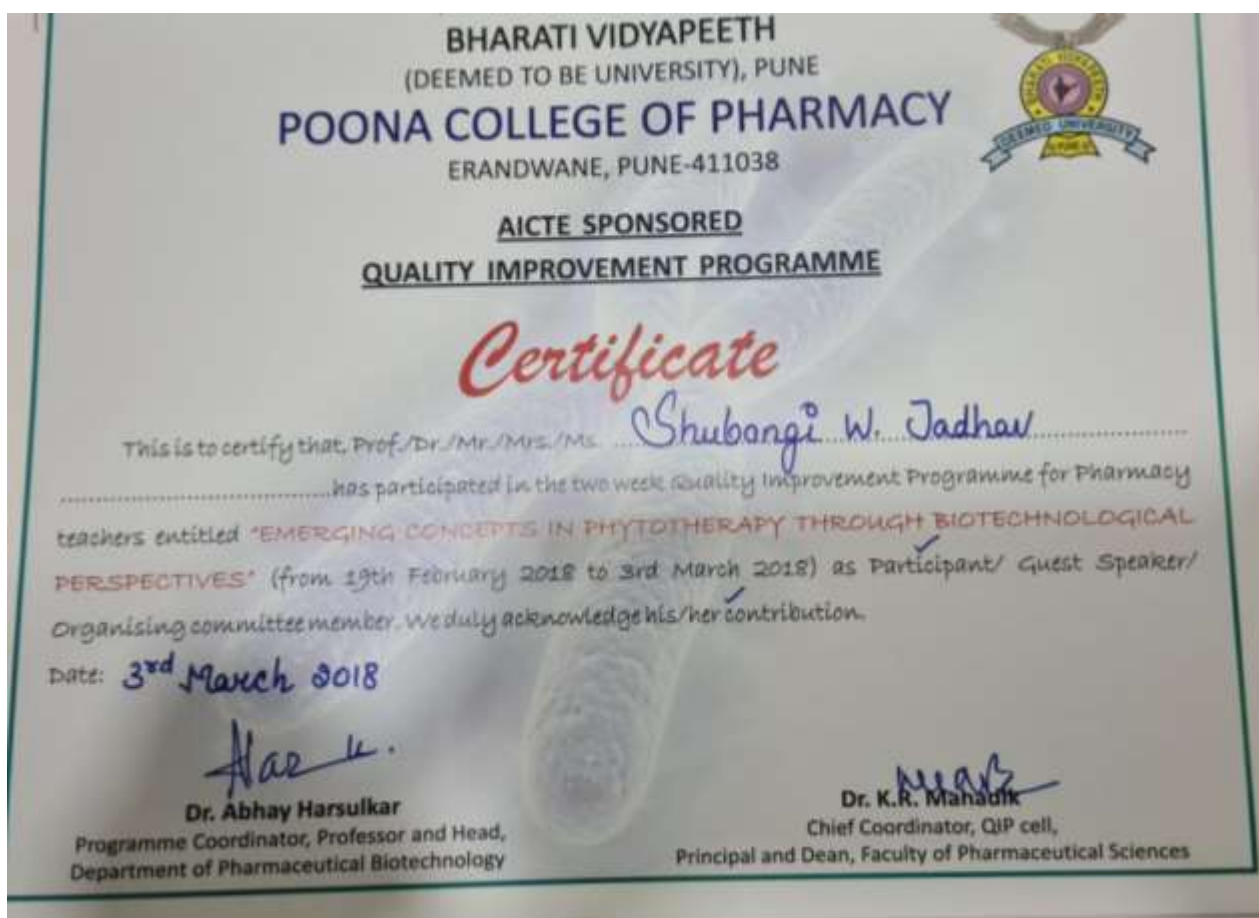 BHARATI VIDYAPEETH
(DEEMED TO BE UNIVERSITY), PUNE
POONA COLLEGE OF PHARMACY
ERANDWANE, PUNE-411038
BHARATI VIDYAPEETH
DEEMED UNIVERSITY
AICTE SPONSORED
QUALITY IMPROVEMENT PROGRAMME
Certificate
This is to certify that, Prof./Dr./Mr./Mrs./Ms. Shubangi W. Jadhav
has participated in the two week Quality Improvement Programme for Pharmacy
teachers entitled "EMERGING CONCEPTS IN PHYTOTHERAPY THROUGH BIOTECHNOLOGICAL
PERSPECTIVES" (from 19th February 2018 to 3rd March 2018) as Participant/ Guest Speaker/
Organising committee member. We duly acknowledge his/her contribution.
Date: 3rd March 2018
Dr. Abhay Harsulkar
Programme Coordinator, Professor and Head,
Department of Pharmaceutical Biotechnology
Dr. K.R. Mahadik
Chief Coordinator, QIP cell,
Principal and Dean, Faculty of Pharmaceutical Sciences